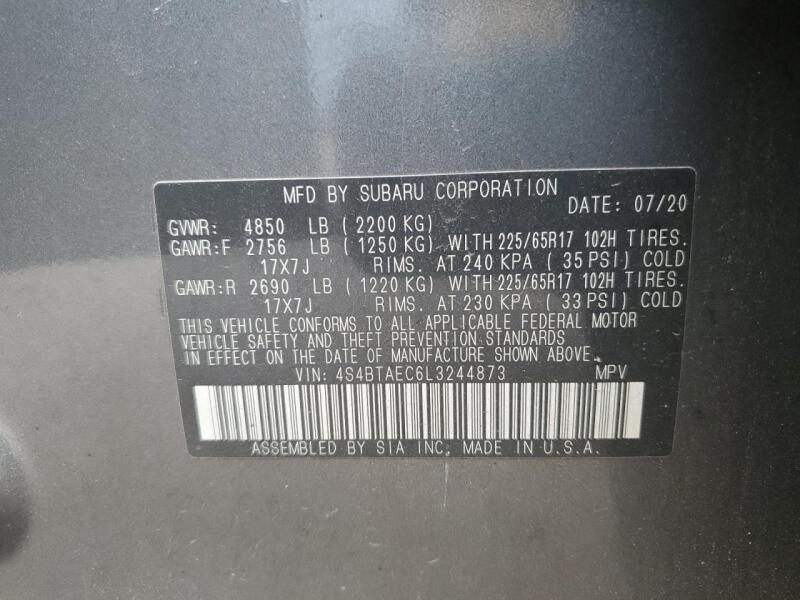 MFD BY SUBARU CORPORATION
DATE: 07/20
GVWR: 4850 LB (2200 KG)
GAWR:F 2756 LB (1250 KG) WITH 225/65R17 102H TIRES.
17X7J RIMS. AT 240 KPA (35 PSI) COLD
GAWR:R 2690 LB (1220 KG) WITH 225/65R17 102H TIRES.
17X7J RIMS. AT 230 KPA (33 PSI) COLD
THIS VEHICLE CONFORMS TO ALL APPLICABLE FEDERAL MOTOR
VEHICLE SAFETY AND THEFT PREVENTION STANDARDS
IN EFFECT ON THE DATE OF MANUFACTURE SHOWN ABOVE.
VIN: 4S4BTAEC6L3244873 MPV
ASSEMBLED BY SIA INC, MADE IN U.S.A.